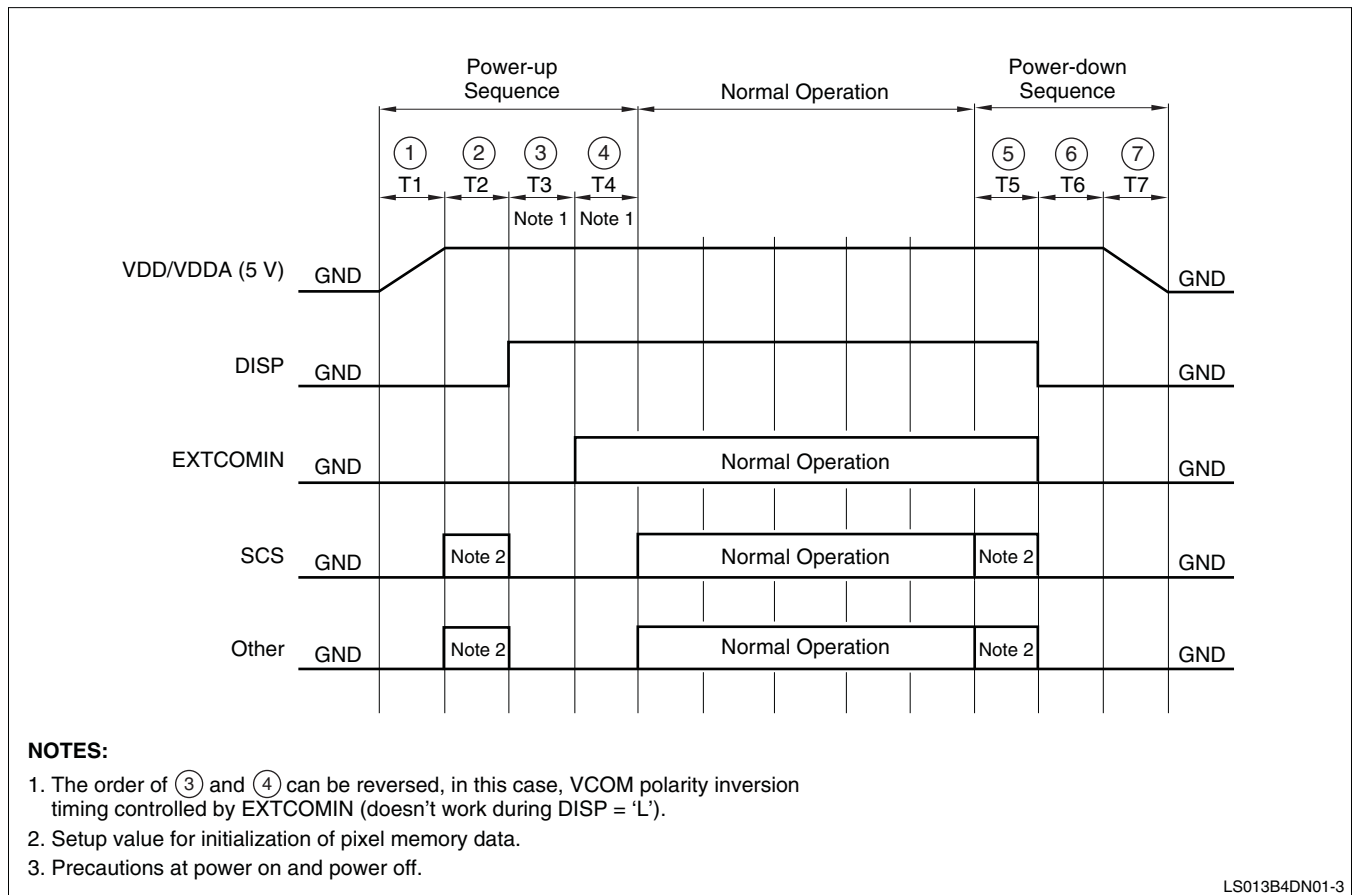 Power-up
Sequence
Normal Operation
Power-down
Sequence
1 2 3 4 5 6 7
T1 T2 T3 T4 T5 T6 T7
Note 1 Note 1
VDD/VDDA (5 V) GND GND
DISP GND GND
EXTCOMIN GND Normal Operation GND
SCS GND Note 2 Normal Operation Note 2 GND
Other GND Note 2 Normal Operation Note 2 GND
NOTES:
1. The order of 3 and 4 can be reversed, in this case, VCOM polarity inversion
timing controlled by EXTCOMIN (doesn't work during DISP = 'L').
2. Setup value for initialization of pixel memory data.
3. Precautions at power on and power off.
LS013B4DN01-3